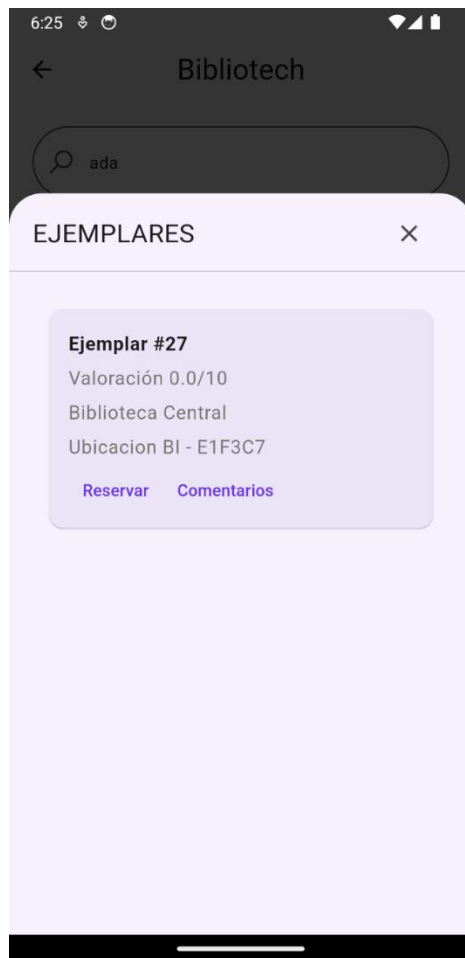 6:25
Bibliotech
ada
EJEMPLARES
Ejemplar #27
Valoración 0.0/10
Biblioteca Central
Ubicacion BI - E1F3C7
Reservar Comentarios